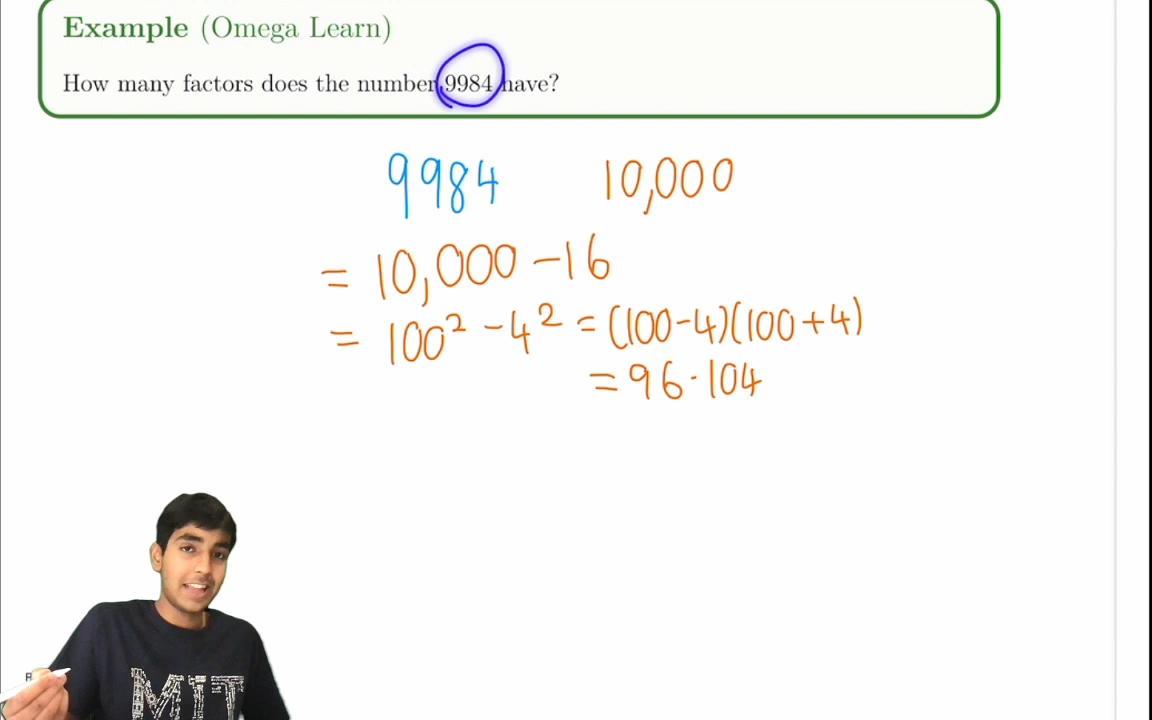 Example (Omega Learn)
How many factors does the number 9984 have?
9984 10,000
= 10,000 - 16
= 100² - 4² = (100-4)(100+4)
= 96·104
MIT